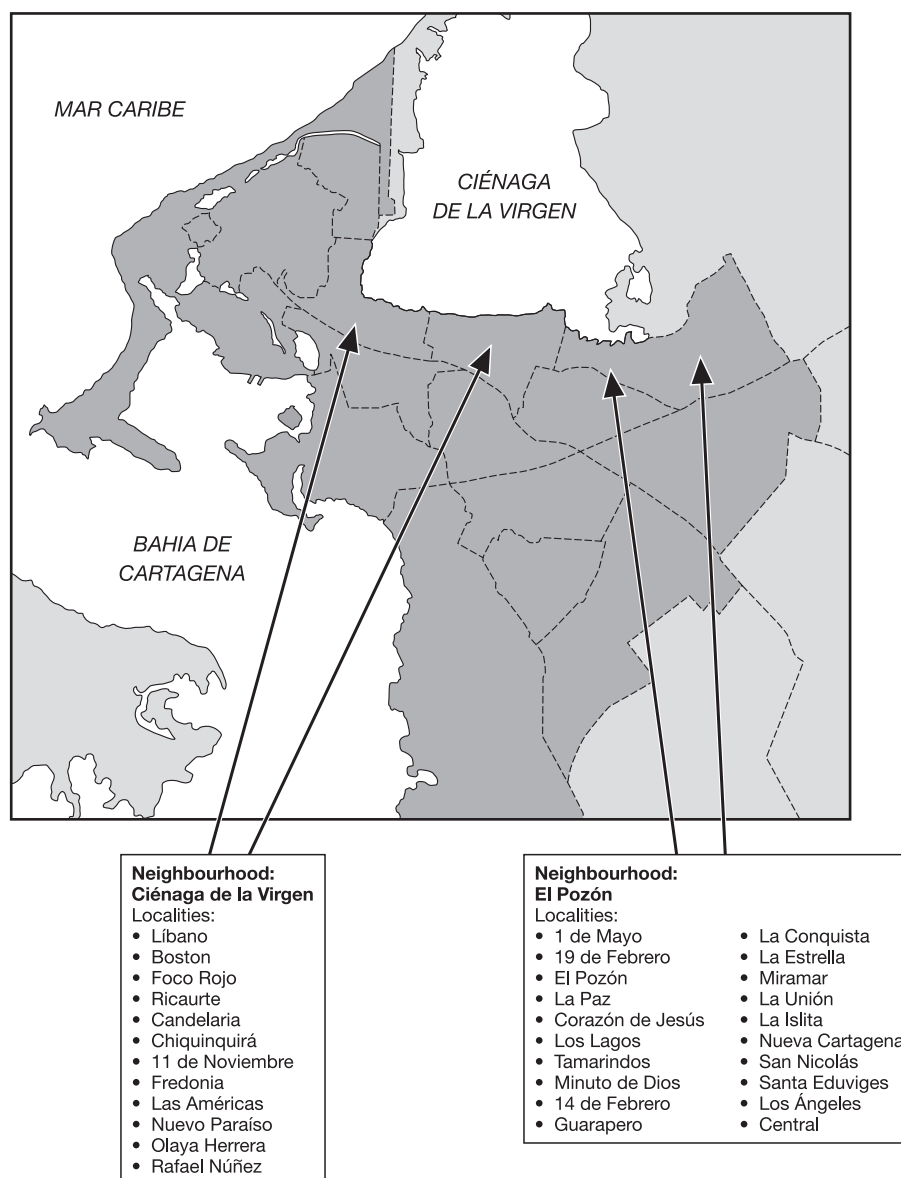 MAR CARIBE
CIÉNAGA
DE LA VIRGEN
BAHIA DE
CARTAGENA
Neighbourhood:
Ciénaga de la Virgen
Localities:
• Líbano
• Boston
• Foco Rojo
• Ricaurte
• Candelaria
• Chiquinquirá
• 11 de Noviembre
• Fredonia
• Las Américas
• Nuevo Paraíso
• Olaya Herrera
• Rafael Núñez
Neighbourhood:
El Pozón
Localities:
• 1 de Mayo
• 19 de Febrero
• El Pozón
• La Paz
• Corazón de Jesús
• Los Lagos
• Tamarindos
• Minuto de Dios
• 14 de Febrero
• Guarapero
• La Conquista
• La Estrella
• Miramar
• La Unión
• La Islita
• Nueva Cartagena
• San Nicolás
• Santa Eduviges
• Los Ángeles
• Central